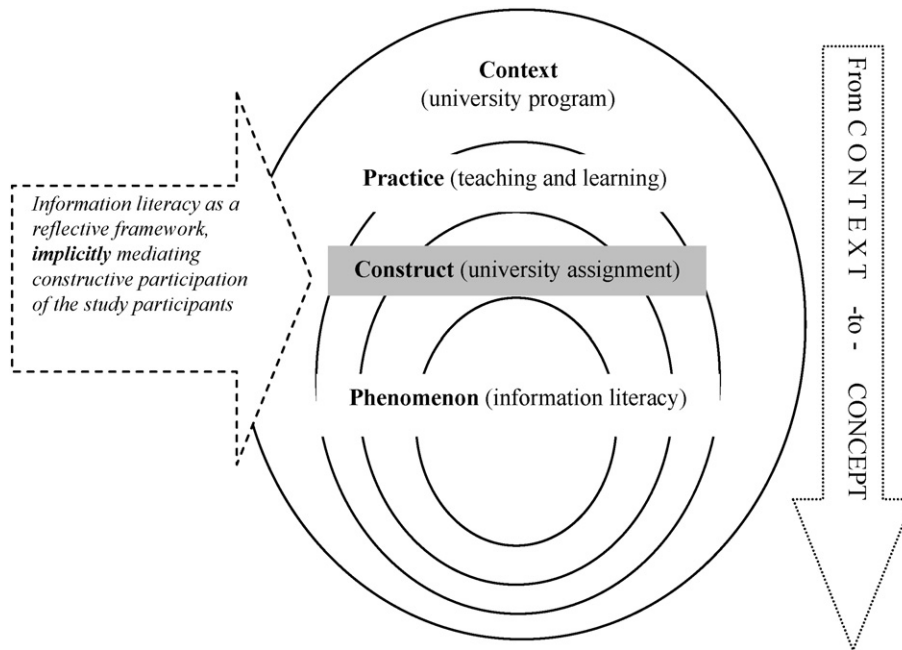 Context
(university program)
Practice (teaching and learning)
Information literacy as a
reflective framework,
implicitly mediating
constructive participation
of the study participants
Construct (university assignment)
Phenomenon (information literacy)
From C O N T E X T -to - CONCEPT